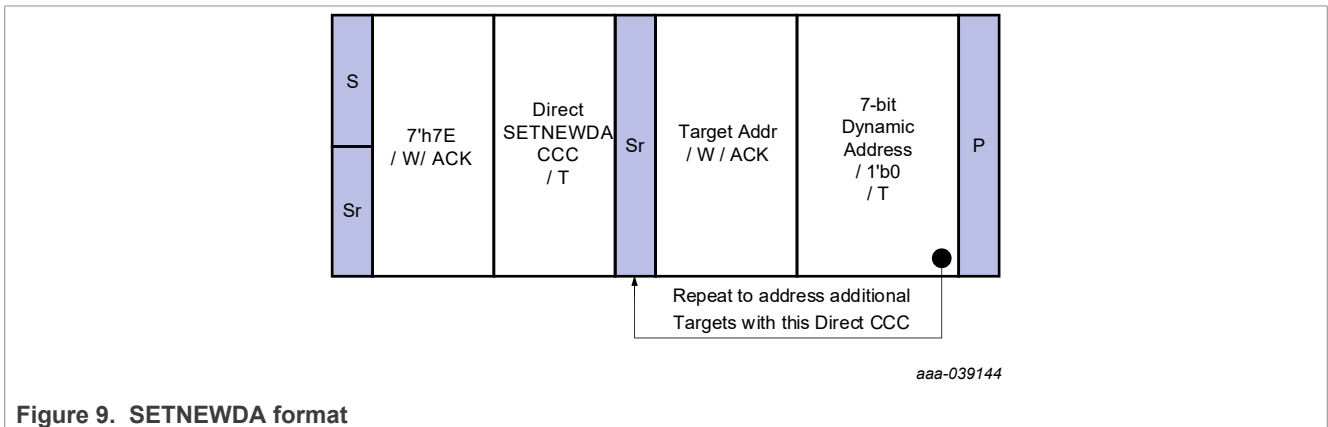 S
Sr
7'h7E
/ W/ ACK
Direct
SETNEWDA
CCC
/ T
Sr
Target Addr
/ W / ACK
7-bit
Dynamic
Address
/ 1'b0
/ T
P
Repeat to address additional
Targets with this Direct CCC
aaa-039144
Figure 9. SETNEWDA format